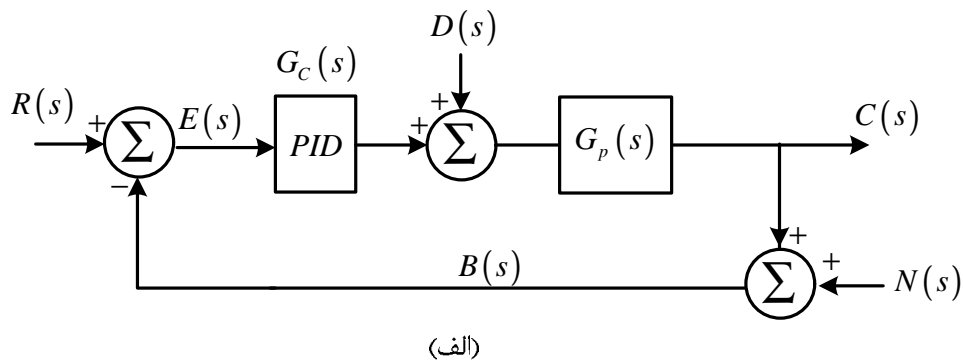 D(s)
G_C(s)
R(s)
+
Σ
−
E(s)
PID
+
+
Σ
G_p(s)
C(s)
B(s)
+
+
Σ
N(s)
(الف)